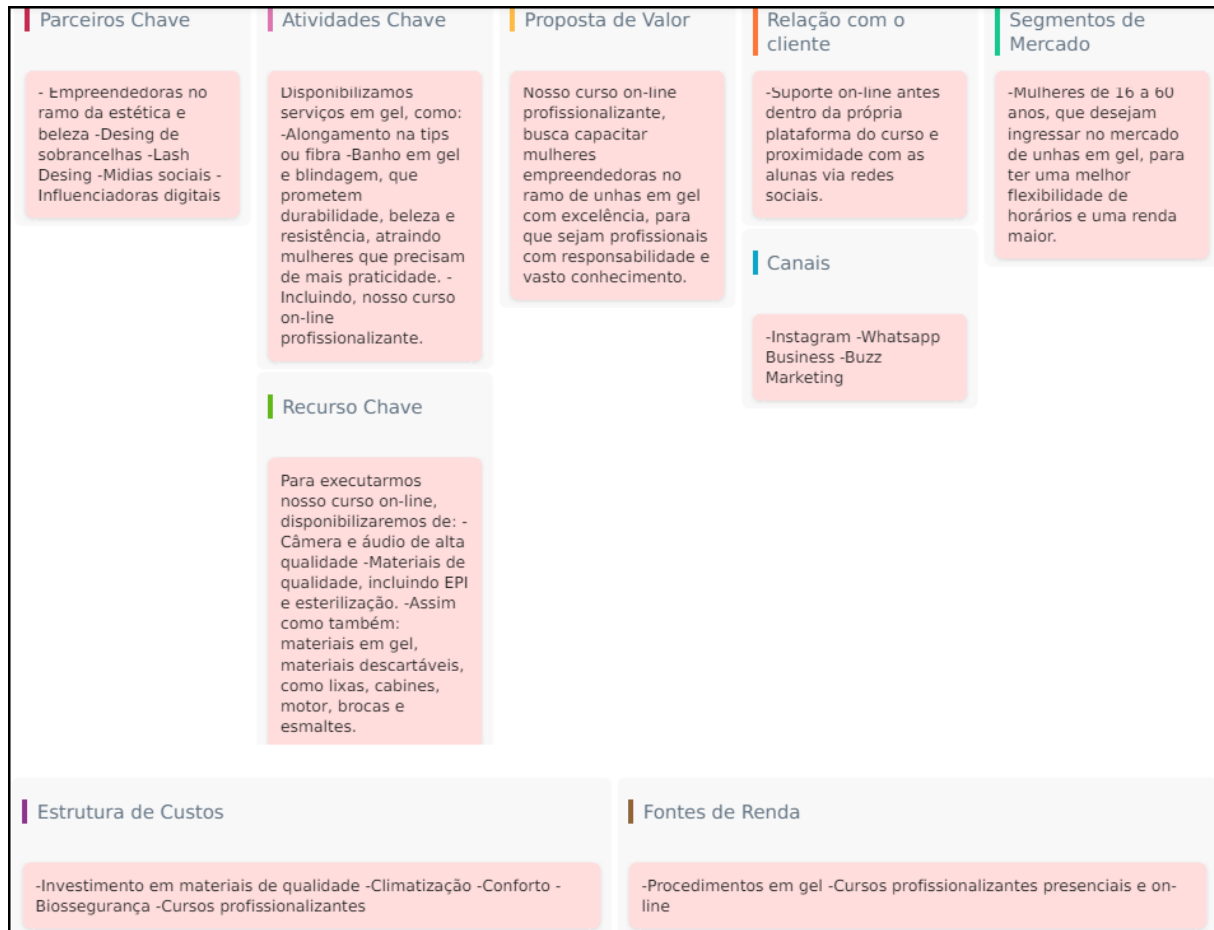 Parceiros Chave
- Empreendedoras no
ramo da estética e
beleza -Desing de
sobrancelhas -Lash
Desing -Midias sociais -
Influenciadoras digitais
Atividades Chave
Disponibilizamos
serviços em gel, como:
-Alongamento na tips
ou fibra -Banho em gel
e blindagem, que
prometem
durabilidade, beleza e
resistência, atraindo
mulheres que precisam
de mais praticidade. -
Incluindo, nosso curso
on-line
profissionalizante.
Recurso Chave
Para executarmos
nosso curso on-line,
disponibilizaremos de: -
Câmera e áudio de alta
qualidade -Materiais de
qualidade, incluindo EPI
e esterilização. -Assim
como também:
materiais em gel,
materiais descartáveis,
como lixas, cabines,
motor, brocas e
esmaltes.
Proposta de Valor
Nosso curso on-line
profissionalizante,
busca capacitar
mulheres
empreendedoras no
ramo de unhas em gel
com excelência, para
que sejam profissionais
com responsabilidade e
vasto conhecimento.
Relação com o
cliente
-Suporte on-line antes
dentro da própria
plataforma do curso e
proximidade com as
alunas via redes
sociais.
Canais
-Instagram -Whatsapp
Business -Buzz
Marketing
Segmentos de
Mercado
-Mulheres de 16 a 60
anos, que desejam
ingressar no mercado
de unhas em gel, para
ter uma melhor
flexibilidade de
horários e uma renda
maior.
Estrutura de Custos
-Investimento em materiais de qualidade -Climatização -Conforto -
Biossegurança -Cursos profissionalizantes
Fontes de Renda
-Procedimentos em gel -Cursos profissionalizantes presenciais e on-
line